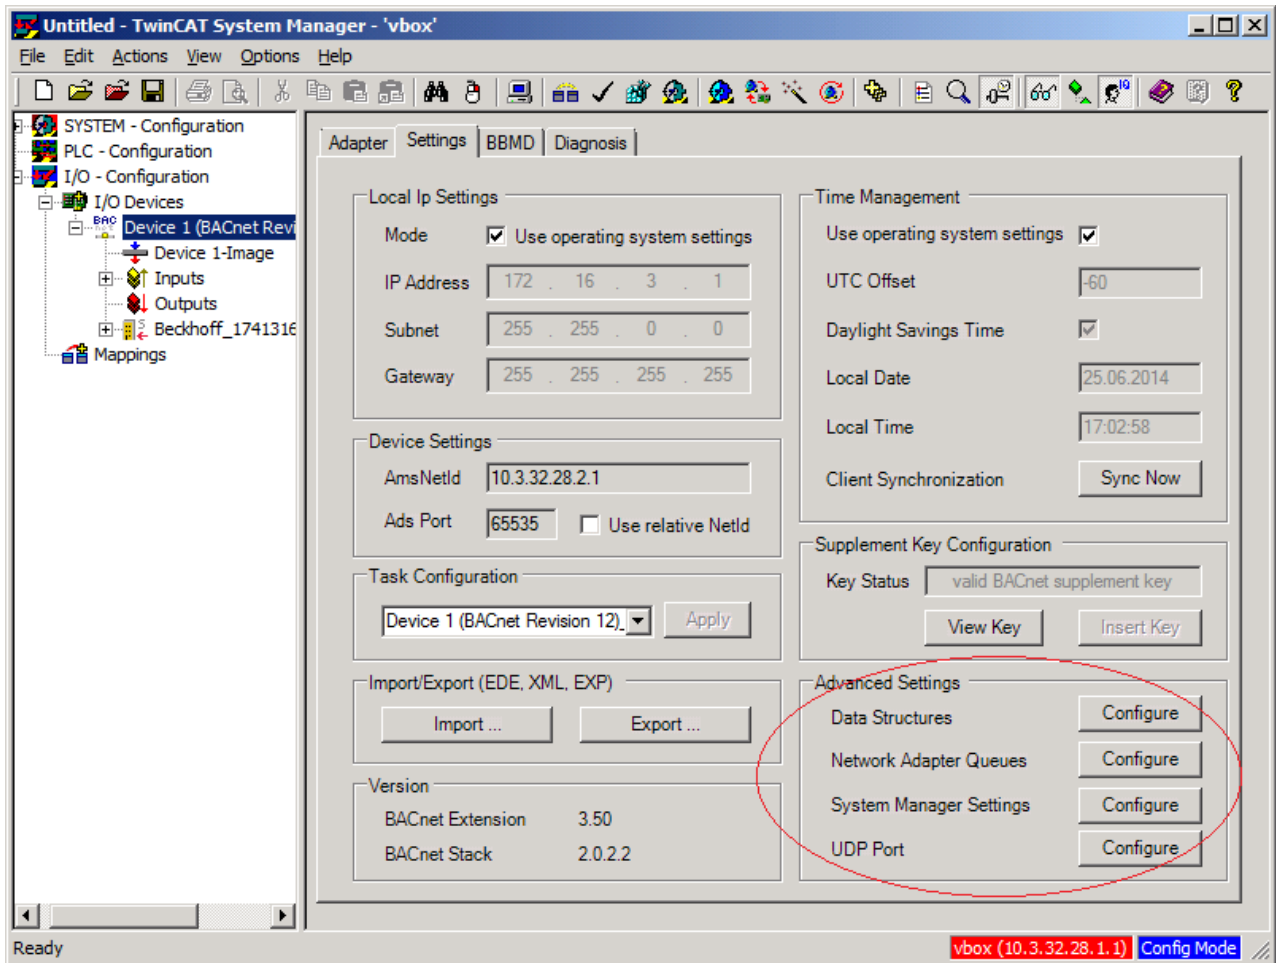 Untitled - TwinCAT System Manager - 'vbox'
File Edit Actions View Options Help
SYSTEM - Configuration
PLC - Configuration
I/O - Configuration
I/O Devices
Device 1 (BACnet Revi
Device 1-Image
Inputs
Outputs
Beckhoff_1741316
Mappings
Adapter Settings BBMD Diagnosis
Local Ip Settings
Mode Use operating system settings
IP Address 172 . 16 . 3 . 1
Subnet 255 . 255 . 0 . 0
Gateway 255 . 255 . 255 . 255
Device Settings
AmsNetId 10.3.32.28.2.1
Ads Port 65535 Use relative NetId
Task Configuration
Device 1 (BACnet Revision 12)_ Apply
Import/Export (EDE, XML, EXP)
Import ... Export ...
Version
BACnet Extension 3.50
BACnet Stack 2.0.2.2
Time Management
Use operating system settings
UTC Offset -60
Daylight Savings Time
Local Date 25.06.2014
Local Time 17:02:58
Client Synchronization Sync Now
Supplement Key Configuration
Key Status valid BACnet supplement key
View Key Insert Key
Advanced Settings
Data Structures Configure
Network Adapter Queues Configure
System Manager Settings Configure
UDP Port Configure
Ready vbox (10.3.32.28.1.1) Config Mode